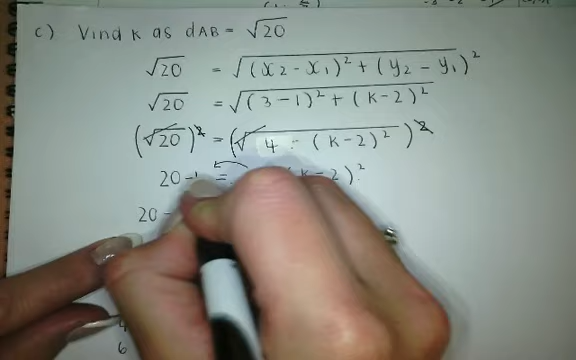 c) Vind K as dAB = √20
√20 = √(x₂ - x₁)² + (y₂ - y₁)²
√20 = √(3 - 1)² + (K - 2)²
(√20)² = (√4 - (K - 2)²)²
20 - = (K - 2)²
20 -
6